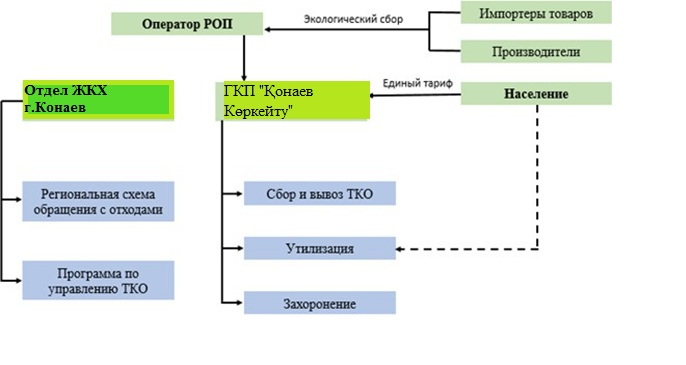 Оператор РОП
Экологический сбор
Импортеры товаров
Производители
Отдел ЖКХ
г.Конаев
ГКП "Қонаев
Көркейту"
Единый тариф
Население
Региональная схема
обращения с отходами
Сбор и вывоз ТКО
Утилизация
Программа по
управлению ТКО
Захоронение